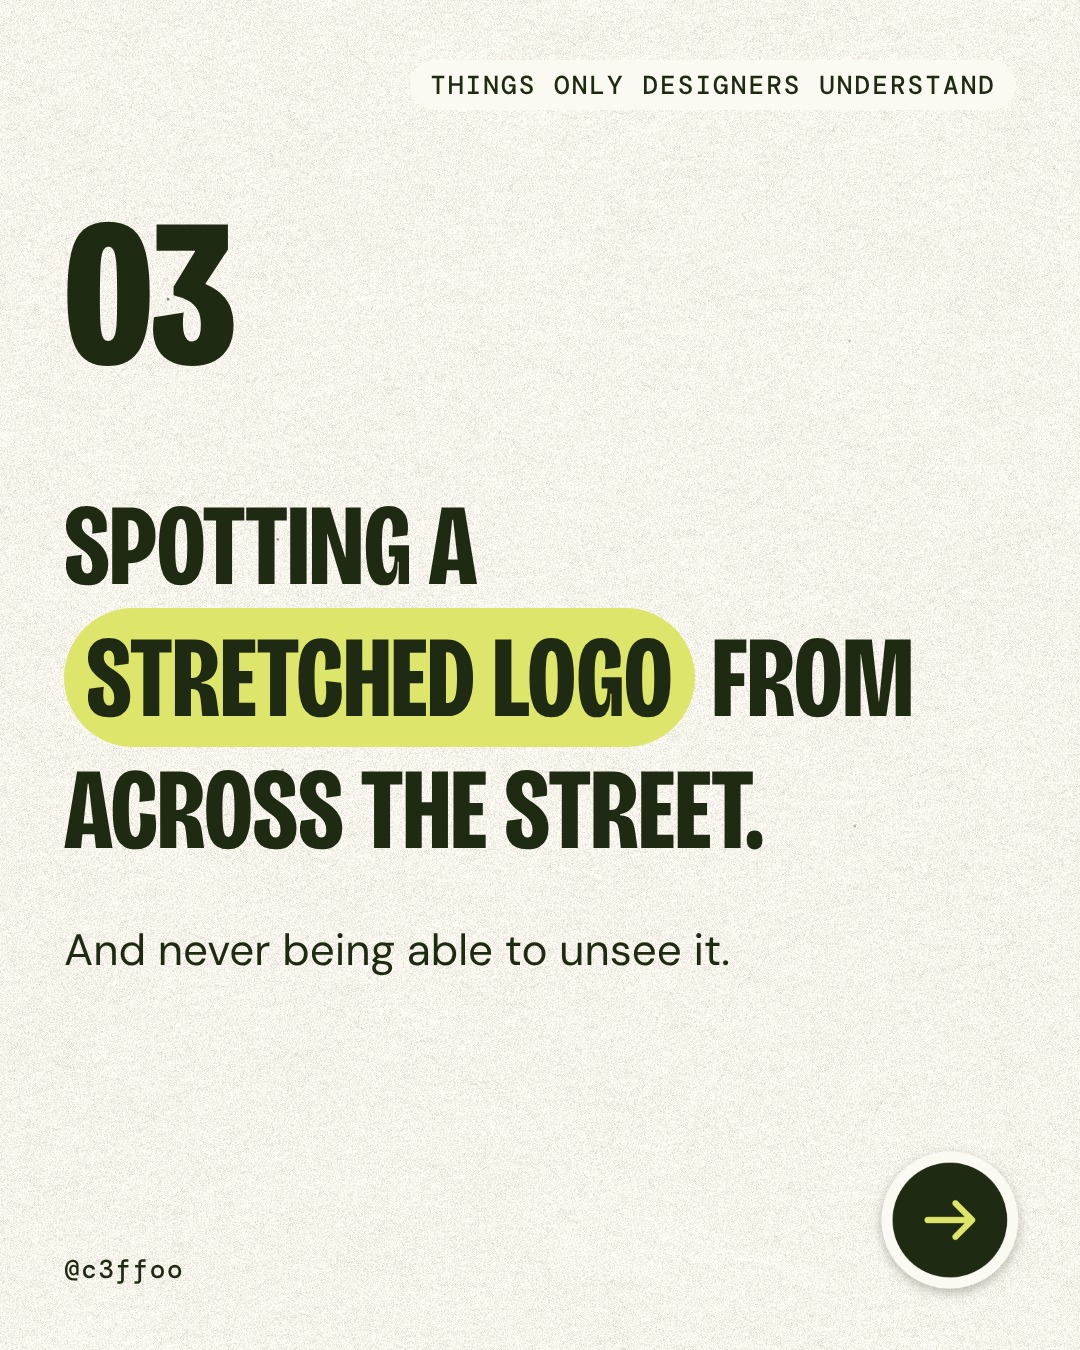 THINGS ONLY DESIGNERS UNDERSTAND
03
SPOTTING A
STRETCHED LOGO FROM
ACROSS THE STREET.
And never being able to unsee it.
@c3ffoo